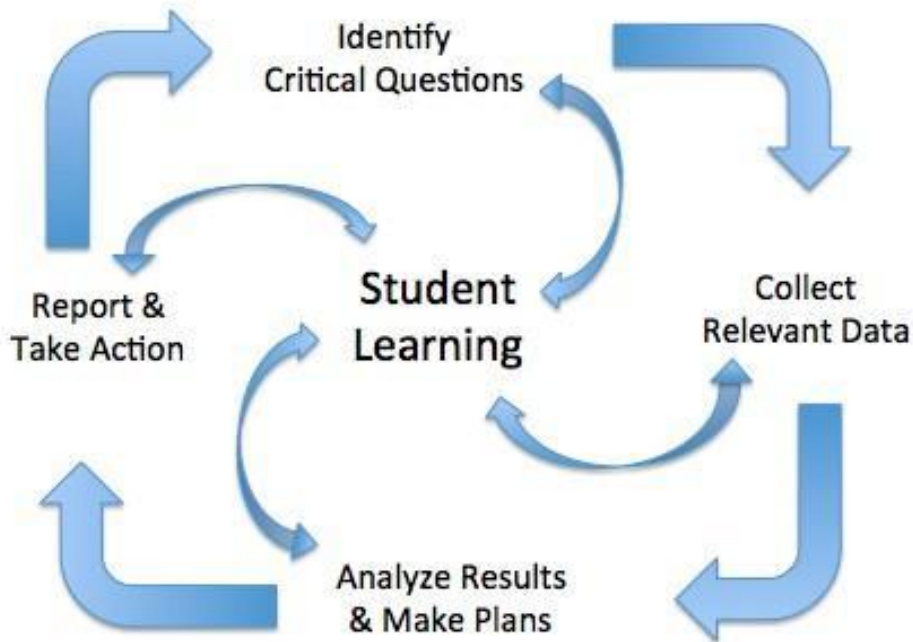 Identify
Critical Questions
Student
Learning
Collect
Relevant Data
Report &
Take Action
Analyze Results
& Make Plans